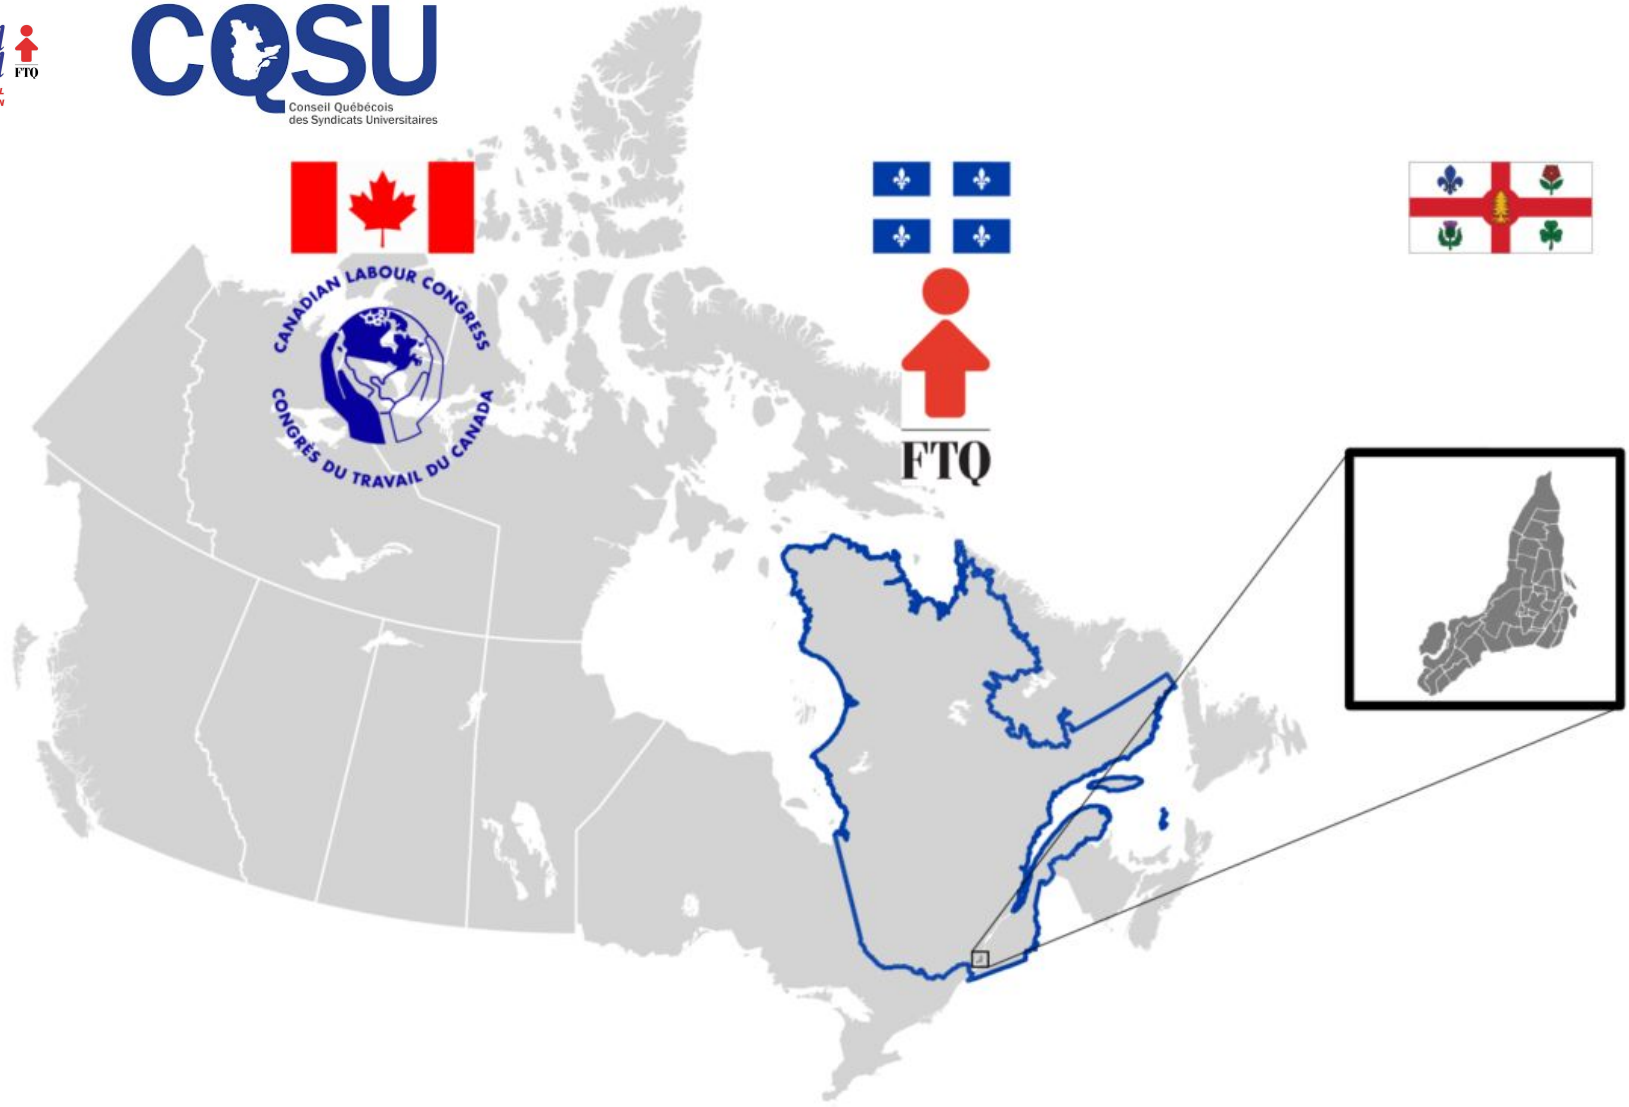 FTQ
CQSU
Conseil Québécois
des Syndicats Universitaires
CANADIAN LABOUR CONGRESS
CONGRÈS DU TRAVAIL DU CANADA
FTQ